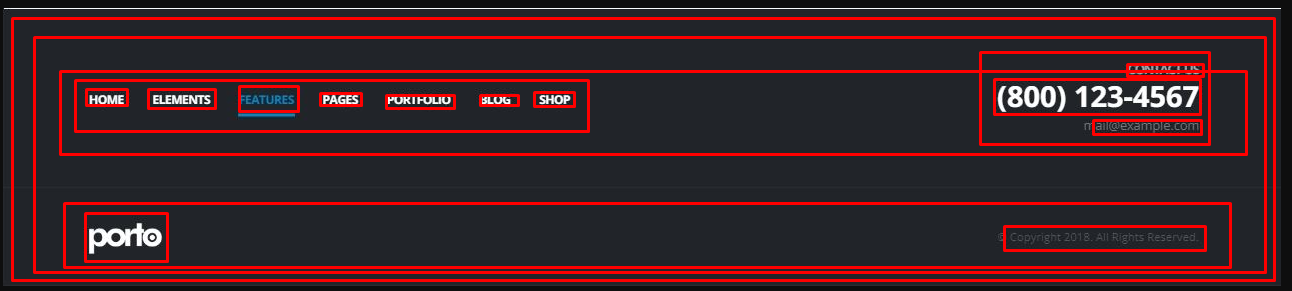 CONTACT US
HOME ELEMENTS FEATURES PAGES PORTFOLIO BLOG SHOP
(800) 123-4567
mail@example.com
porto
© Copyright 2018. All Rights Reserved.